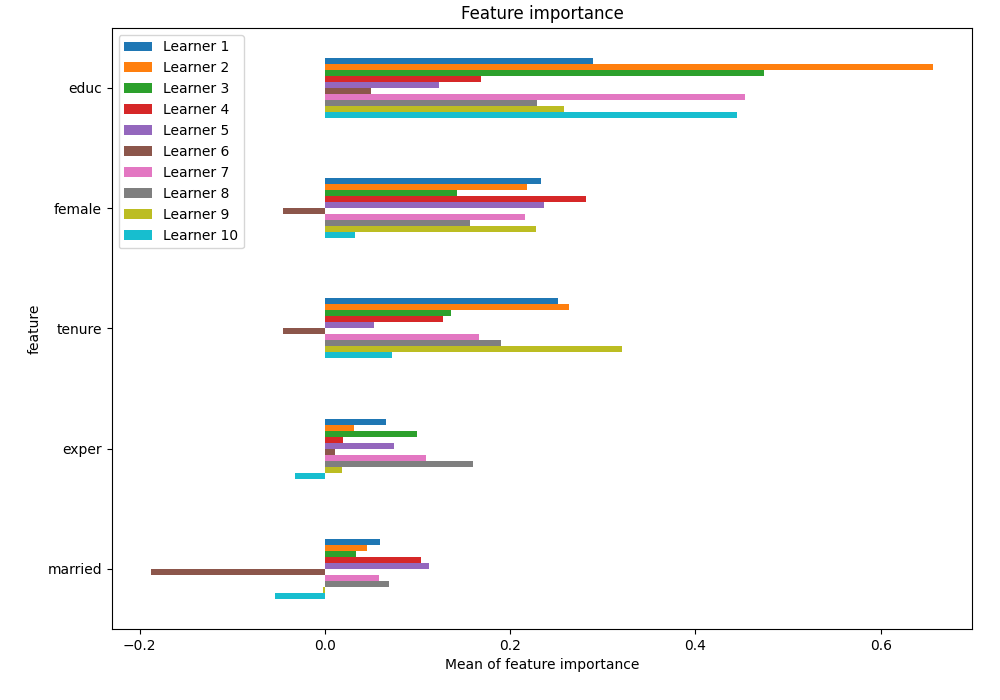 Feature importance
Learner 1
Learner 2
Learner 3
Learner 4
Learner 5
Learner 6
Learner 7
Learner 8
Learner 9
Learner 10
educ
female
tenure
exper
married
feature
−0.2 0.0 0.2 0.4 0.6
Mean of feature importance